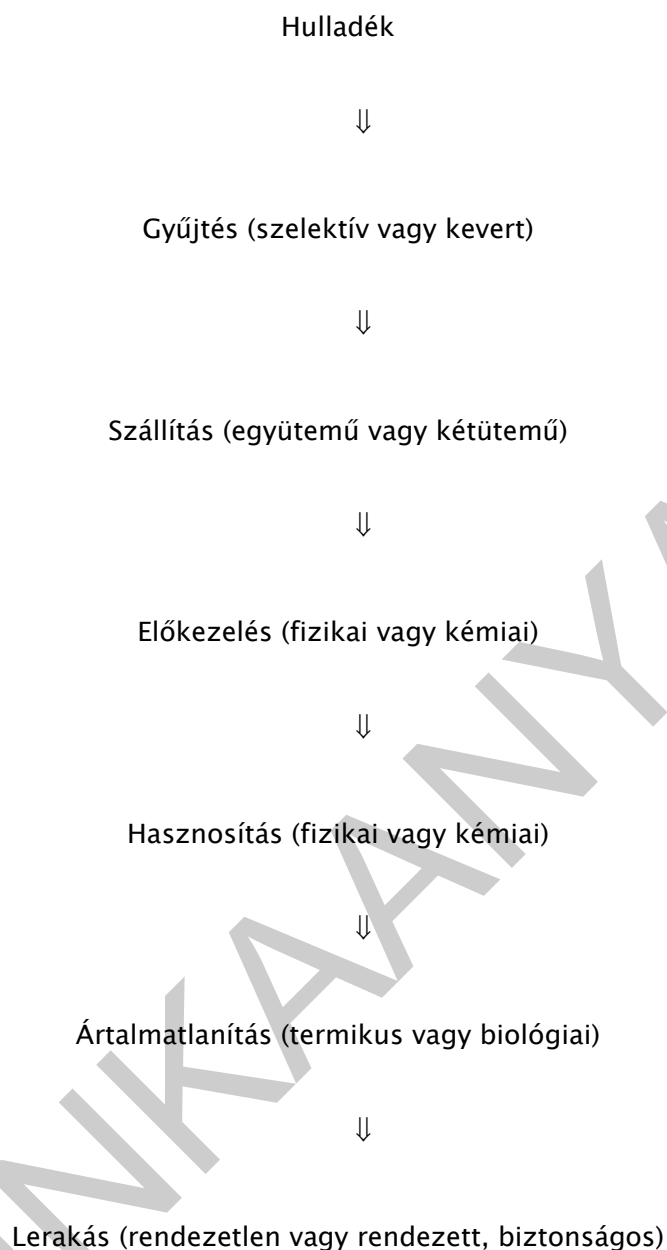 Hulladék
⇓
Gyűjtés (szelektív vagy kevert)
⇓
Szállítás (együtemű vagy kétütemű)
⇓
Előkezelés (fizikai vagy kémiai)
⇓
Hasznosítás (fizikai vagy kémiai)
⇓
Ártalmatlanítás (termikus vagy biológiai)
⇓
Lerakás (rendezetlen vagy rendezett, biztonságos)
NKAANYA